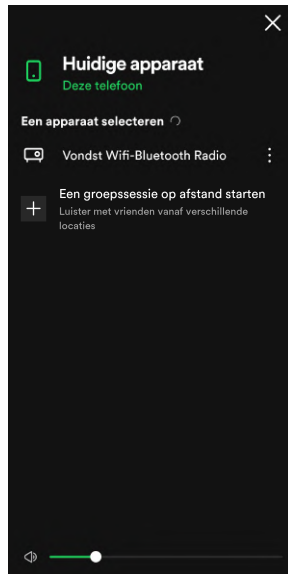 Huidige apparaat
Deze telefoon
Een apparaat selecteren
Vondst Wifi-Bluetooth Radio
Een groepssessie op afstand starten
Luister met vrienden vanaf verschillende
locaties